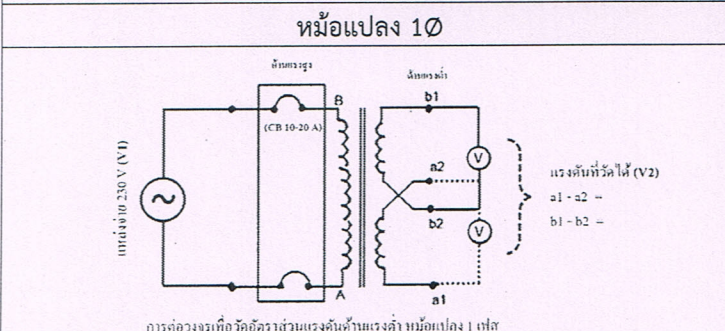 หม้อแปลง 1Ø
ด้านแรงสูง
ด้านแรงต่ำ
B
b1
(CB 10-20 A)
แหล่งจ่าย 230 V (V1)
V
a2
แรงดันที่วัดได้ (V2)
a1 - a2 =
b2
b1 - b2 =
V
A
a1
การต่อวงจรเพื่อวัดอัตราส่วนแรงดันด้านแรงต่ำ หม้อแปลง 1 เฟส